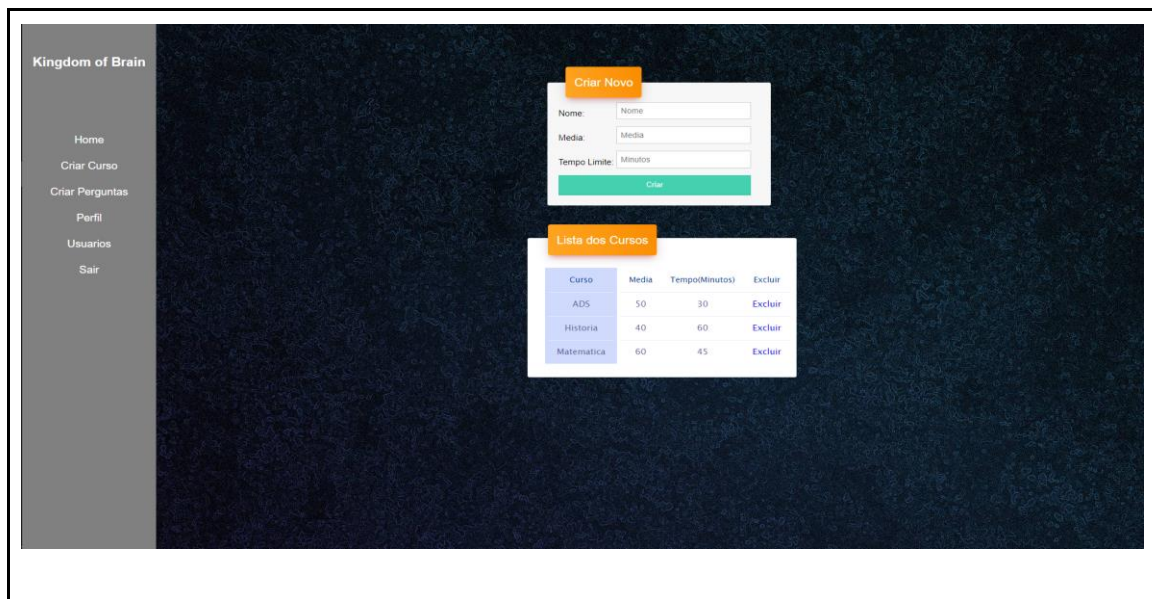 Kingdom of Brain
Home
Criar Curso
Criar Perguntas
Perfil
Usuarios
Sair
Criar Novo
Nome: Nome
Media: Media
Tempo Limite: Minutos
Criar
Lista dos Cursos
Curso Media Tempo(Minutos) Excluir
ADS 50 30 Excluir
Historia 40 60 Excluir
Matematica 60 45 Excluir